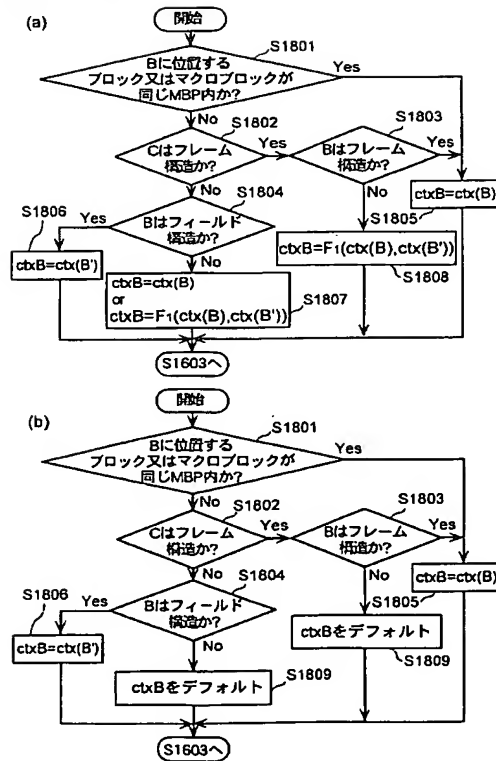 (a)
開始
S1801
Bに位置する
ブロック又はマクロブロックが
同じMBP内か?
Yes
No
S1802
Cはフレーム
構造か?
Yes
S1803
Bはフレーム
構造か?
Yes
No
S1804
No
S1805
ctxB=ctx(B)
S1806
Yes
Bはフィールド
構造か?
ctxB=ctx(B')
No
ctxB=F1(ctx(B),ctx(B'))
S1808
ctxB=ctx(B)
or
ctxB=F1(ctx(B),ctx(B'))
S1807
S1603へ
(b)
開始
S1801
Bに位置する
ブロック又はマクロブロックが
同じMBP内か?
Yes
No
S1802
Cはフレーム
構造か?
Yes
S1803
Bはフレーム
構造か?
Yes
No
S1804
No
S1805
ctxB=ctx(B)
S1806
Yes
Bはフィールド
構造か?
ctxB=ctx(B')
No
ctxBをデフォルト
S1809
ctxBをデフォルト
S1809
S1603へ